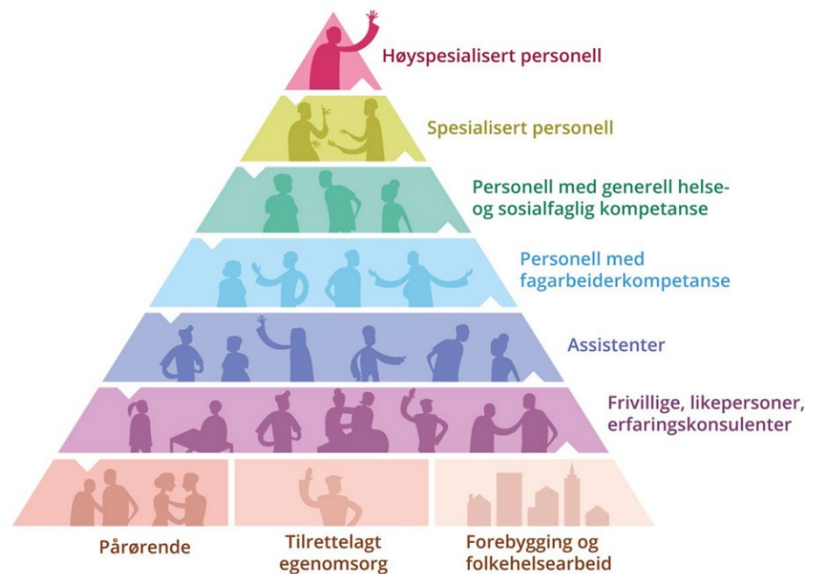 Høyspesialisert personell
Spesialisert personell
Personell med generell helse-
og sosialfaglig kompetanse
Personell med
fagarbeiderkompetanse
Assistenter
Frivillige, likepersoner,
erfaringskonsulenter
Pårørende
Tilrettelagt
egenomsorg
Forebygging og
folkehelsearbeid